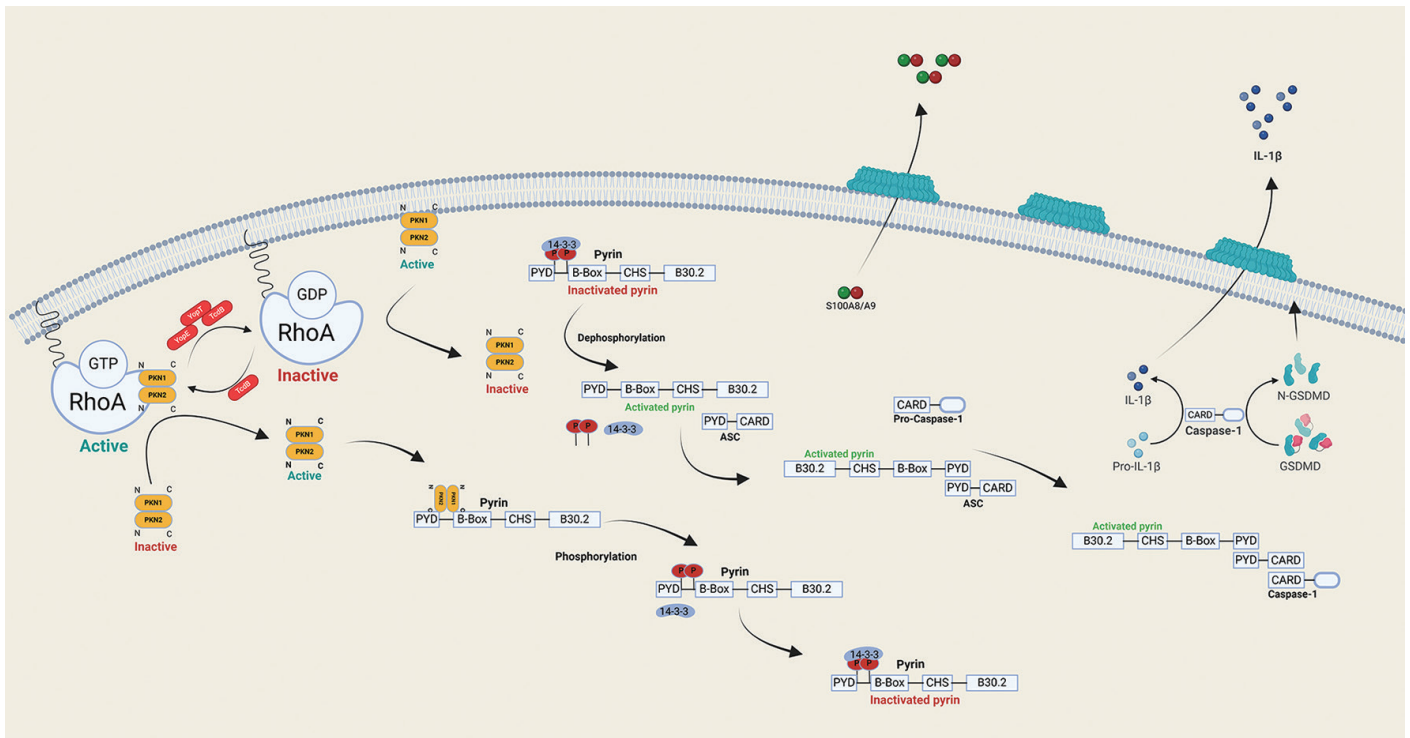 IL-1β
S100A8/A9
N
C
PKN1
PKN2
N
C
Active
14-3-3
P
P
Pyrin
PYD
B-Box
CHS
B30.2
Inactivated pyrin
GDP
RhoA
Inactive
YopT
TcdB
YopE
TcdB
GTP
RhoA
Active
N
C
PKN1
PKN2
N
C
N
C
PKN1
PKN2
N
C
Inactive
Dephosphorylation
PYD
B-Box
CHS
B30.2
Activated pyrin
P
P
14-3-3
PYD
CARD
ASC
N
C
PKN1
PKN2
N
C
Active
N
C
PKN1
PKN2
N
C
Inactive
CARD
Pro-Caspase-1
IL-1β
Pro-IL-1β
CARD
Caspase-1
N-GSDMD
GSDMD
Activated pyrin
B30.2
CHS
B-Box
PYD
PYD
CARD
ASC
N
N
PKN2
PKN1
Pyrin
PYD
B-Box
CHS
B30.2
Phosphorylation
P
P
Pyrin
PYD
B-Box
CHS
B30.2
14-3-3
Activated pyrin
B30.2
CHS
B-Box
PYD
PYD
CARD
CARD
Caspase-1
14-3-3
P
P
Pyrin
PYD
B-Box
CHS
B30.2
Inactivated pyrin